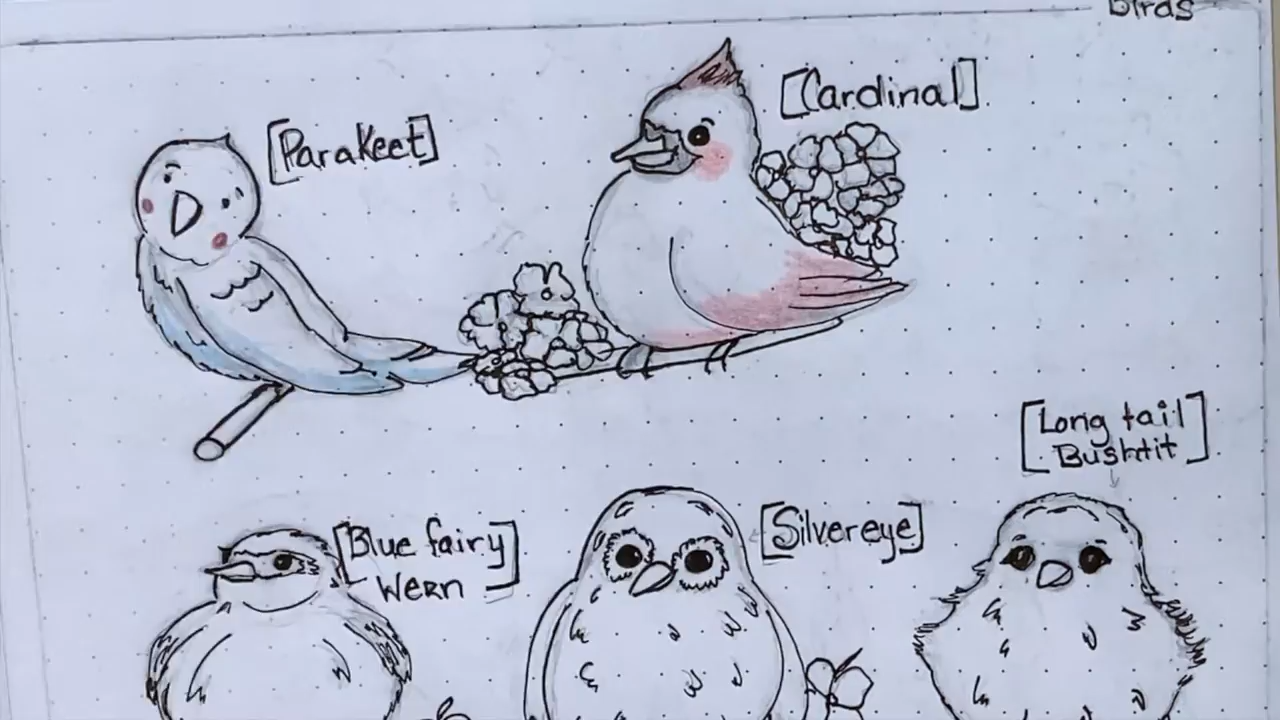 Birds
[Parakeet]
[Cardinal]
[Long tail
Bushtit]
[Blue fairy
Wern]
[Silvereye]